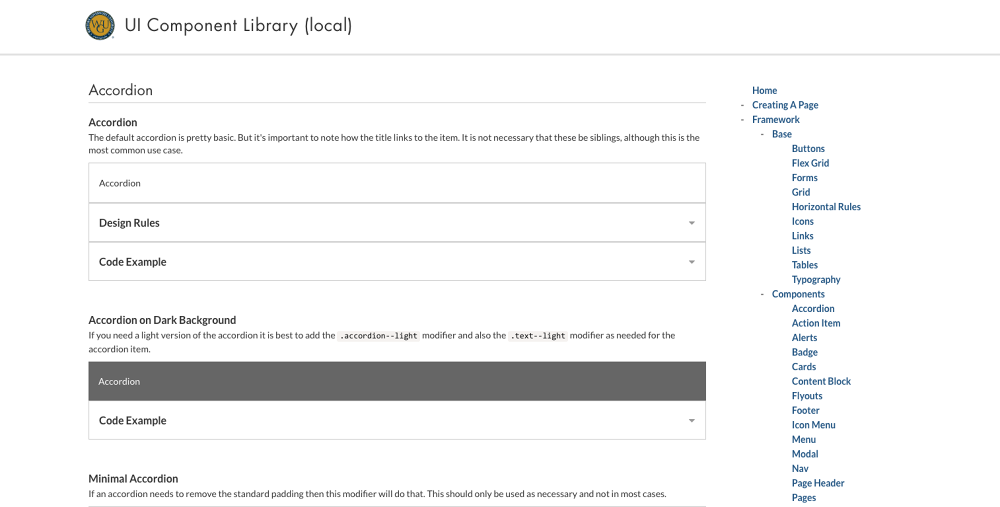 UI Component Library (local)
Accordion
Accordion
The default accordion is pretty basic. But it's important to note how the title links to the item. It is not necessary that these be siblings, although this is the
most common use case.
Accordion
Design Rules
Code Example
Accordion on Dark Background
If you need a light version of the accordion it is best to add the .accordion--light modifier and also the .text--light modifier as needed for the
accordion item.
Accordion
Code Example
Minimal Accordion
If an accordion needs to remove the standard padding then this modifier will do that. This should only be used as necessary and not in most cases.
Home
- Creating A Page
- Framework
- Base
Buttons
Flex Grid
Forms
Grid
Horizontal Rules
Icons
Links
Lists
Tables
Typography
- Components
Accordion
Action Item
Alerts
Badge
Cards
Content Block
Flyouts
Footer
Icon Menu
Menu
Modal
Nav
Page Header
Pages